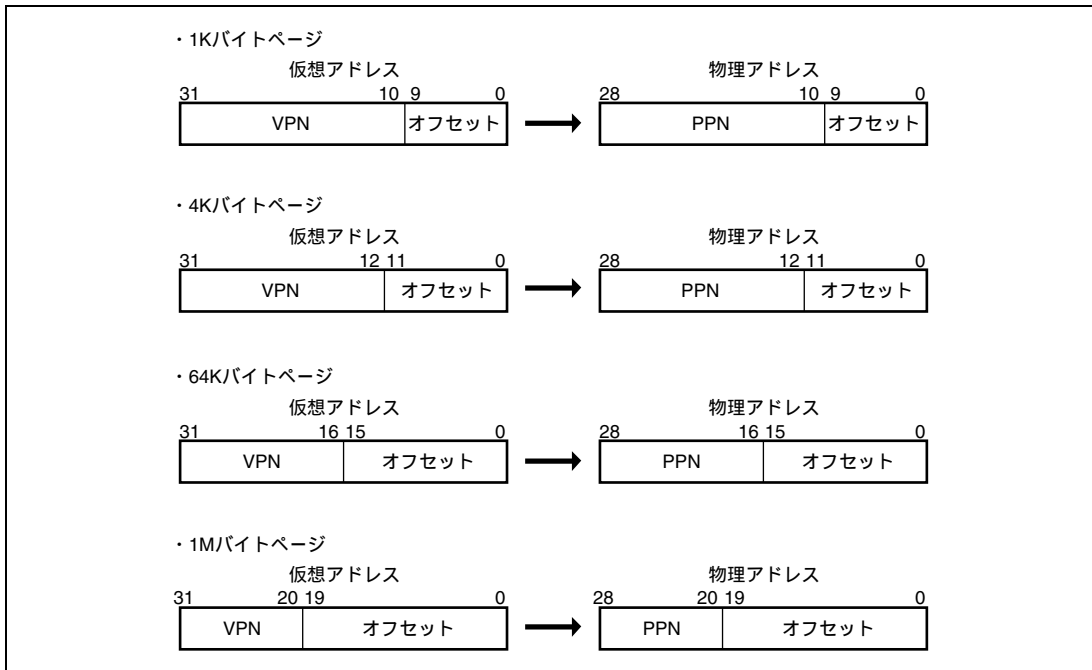 ・1Kバイトページ
仮想アドレス 物理アドレス
31 10 9 0 28 10 9 0
VPN オフセット PPN オフセット
・4Kバイトページ
仮想アドレス 物理アドレス
31 12 11 0 28 12 11 0
VPN オフセット PPN オフセット
・64Kバイトページ
仮想アドレス 物理アドレス
31 16 15 0 28 16 15 0
VPN オフセット PPN オフセット
・1Mバイトページ
仮想アドレス 物理アドレス
31 20 19 0 28 20 19 0
VPN オフセット PPN オフセット